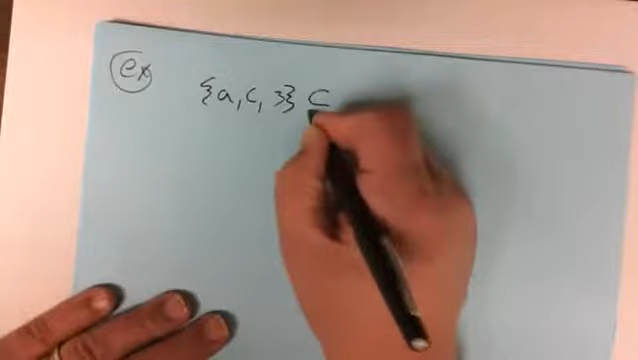 ex {a, c, 3} ⊂